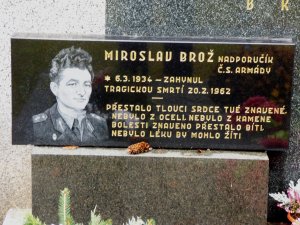 B K
MIROSLAV BROŽ NADPORUČÍK
Č.S. ARMÁDY
* 6.3.1934 - ZAHYNUL
TRAGICKOU SMRTÍ 20.2.1962
PŘESTALO TLOUCI SRDCE TVÉ ZNAVENÉ
NEBYLO Z OCELI NEBYLO Z KAMENE
BOLESTÍ ZNAVENO PŘESTALO BÍTI,
NEBYLO LÉKU BY MOHLO ŽÍTI